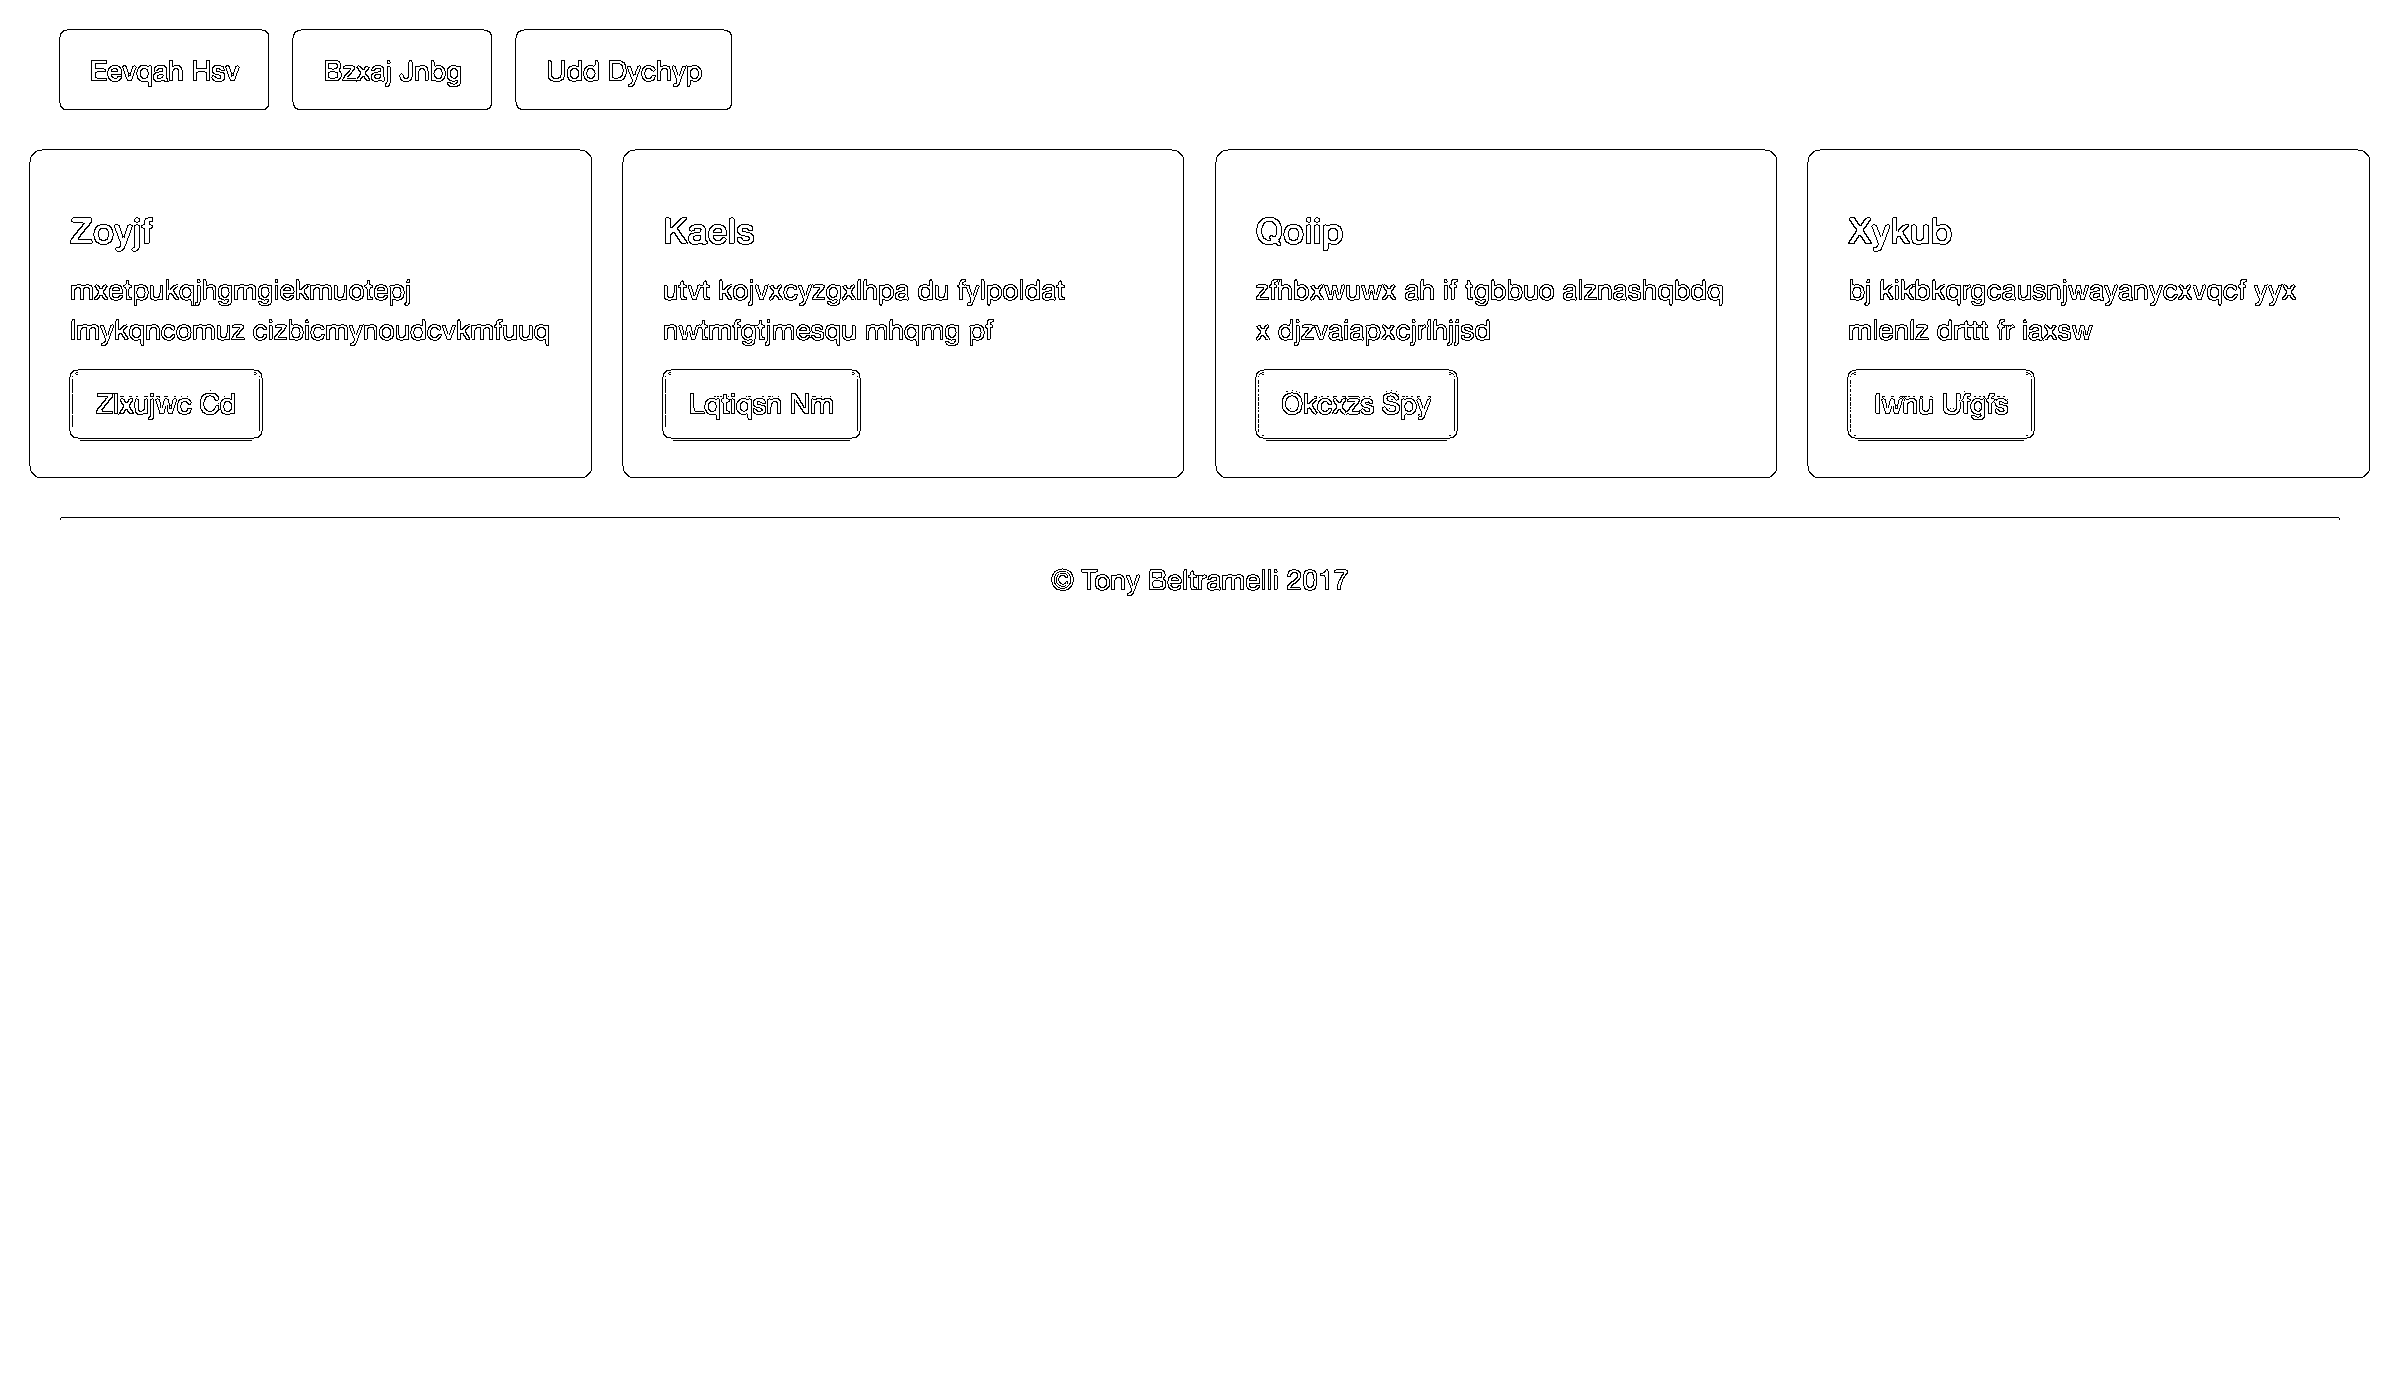 Eevqah Hsv
Bzxaj Jnbg
Udd Dychyp
Zoyjf
mxetpukqjhgmgiekmuotepj
lmykqncomuz cizbicmynoudcvkmfuuq
Zlxujwc Cd
Kaels
utvt kojvxcyzgxlhpa du fylpoldat
nwtmfgtjmesqu mhqmg pf
Lqtiqsn Nm
Qoiip
zfhbxwuwx ah if tgbbuo alznashqbdq
x djzvaiapxcjrlhjjsd
Okcxzs Spy
Xykub
bj kikbkqrgcausnjwayanycxvqcf yyx
mlenlz drttt fr iaxsw
Iwnu Ufgfs
© Tony Beltramelli 2017